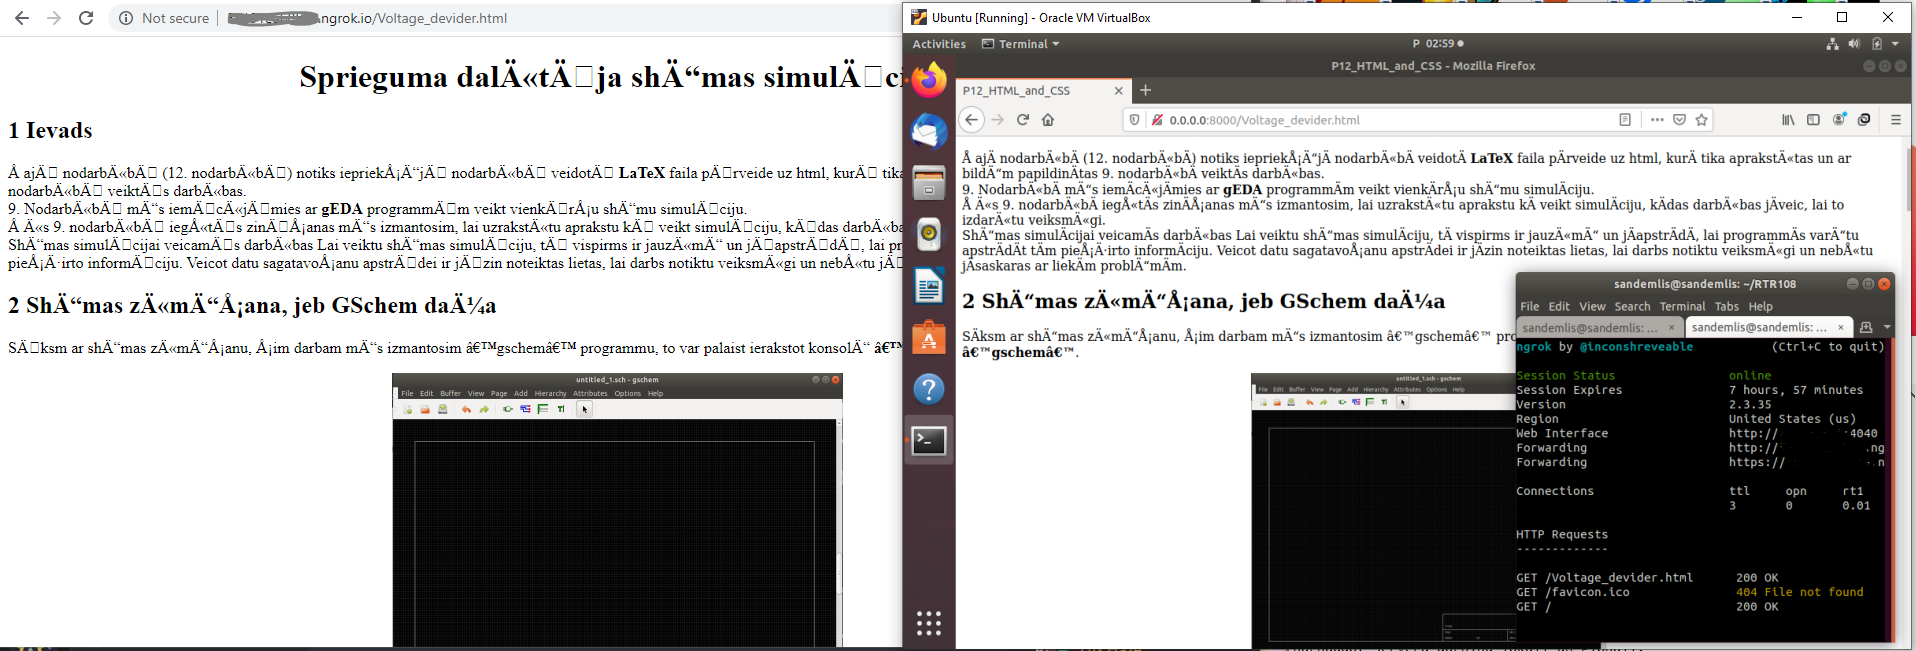 Not secure
ngrok.io/Voltage_devider.html
Sprieguma dalÄ«tÄja shÄ“mas simulÄci
1 Ievads
Å ajÄ nodarbÄ«bÄ (12. nodarbÄ«bÄ) notiks iepriekÅ¡Ä“jÄ nodarbÄ«bÄ veidotÄ LaTeX faila pÄrveide uz html, kurÄ tika
nodarbÄ«bÄ veiktÄs darbÄ«bas.
9. NodarbÄ«bÄ mÄ“s iemÄcÄ«jÄmies ar gEDA programmÄm veikt vienkÄrÅ¡u shÄ“mu simulÄciju.
Å Ä«s 9. nodarbÄ«bÄ iegÅ«tÄs zinÄÅ¡anas mÄ“s izmantosim, lai uzrakstÄ«tu aprakstu kÄ veikt simulÄciju, kÄdas darbÄ«bas
ShÄ“mas simulÄcijai veicamÄs darbÄ«bas Lai veiktu shÄ“mas simulÄciju, tÄ vispirms ir jauzÄ«mÄ“ un jÄapstrÄdÄ, lai
pieÅ¡Ä·irto informÄciju. Veicot datu sagatavoÅ¡anu apstrÄdei ir jÄzin noteiktas lietas, lai darbs notiktu veiksmÄ«gi un nebÅ«tu
2 ShÄ“mas zÄ«mÄ“Å¡ana, jeb GSchem daÄ¼a
SÄksm ar shÄ“mas zÄ«mÄ“Å¡anu, Å¡im darbam mÄ“s izmantosim â€™gschemâ€™ programmu, to var palaist ierakstot konsolÄ“ â€™
untitled_1.sch - gschem
File Edit Buffer View Page Add Hierarchy Attributes Options Help
Ubuntu [Running] - Oracle VM VirtualBox
Activities Terminal P 02:59
P12_HTML_and_CSS - Mozilla Firefox
P12_HTML_and_CSS
0.0.0.0:8000/Voltage_devider.html
Å ajÄ nodarbÄ«bÄ (12. nodarbÄ«bÄ) notiks iepriekÅ¡Ä“jÄ nodarbÄ«bÄ veidotÄ LaTeX faila pÄrveide uz html, kurÄ tika aprakstÄ«tas un ar
bildÄ“m papildinÄtas 9. nodarbÄ«bÄ veiktÄs darbÄ«bas.
9. NodarbÄ«bÄ mÄ“s iemÄcÄ«jÄmies ar gEDA programmÄm veikt vienkÄrÅ¡u shÄ“mu simulÄciju.
Å Ä«s 9. nodarbÄ«bÄ iegÅ«tÄs zinÄÅ¡anas mÄ“s izmantosim, lai uzrakstÄ«tu aprakstu kÄ veikt simulÄciju, kÄdas darbÄ«bas jÄveic, lai to
izdarÄ«tu veiksmÄ«gi.
ShÄ“mas simulÄcijai veicamÄs darbÄ«bas Lai veiktu shÄ“mas simulÄciju, tÄ vispirms ir jauzÄ«mÄ“ un jÄapstrÄdÄ, lai programmÄs varÄ“tu
apstrÄdÄt tÄm pieÅ¡Ä·irto informÄciju. Veicot datu sagatavoÅ¡anu apstrÄdei ir jÄzin noteiktas lietas, lai darbs notiktu veiksmÄ«gi un nebÅ«tu
jÄsaskaras ar liekÄm problÄ“mÄm.
2 ShÄ“mas zÄ«mÄ“Å¡ana, jeb GSchem daÄ¼a
SÄksm ar shÄ“mas zÄ«mÄ“Å¡anu, Å¡im darbam mÄ“s izmantosim â€™gschemâ€™
â€™gschemâ€™.
untitled_1.sch - gschem
File Edit Buffer View Page Add Hierarchy Attributes Options Help
sandemlis@sandemlis: ~/RTR108
File Edit View Search Terminal Tabs Help
sandemlis@sandemlis: ... × sandemlis@sandemlis: ... ×
ngrok by @inconshreveable (Ctrl+C to quit)
Session Status online
Session Expires 7 hours, 57 minutes
Version 2.3.35
Region United States (us)
Web Interface http:// :4040
Forwarding http:// .ng
Forwarding https:// .n
Connections ttl opn rt1
3 0 0.01
HTTP Requests
-------------
GET /Voltage_devider.html 200 OK
GET /favicon.ico 404 File not found
GET / 200 OK